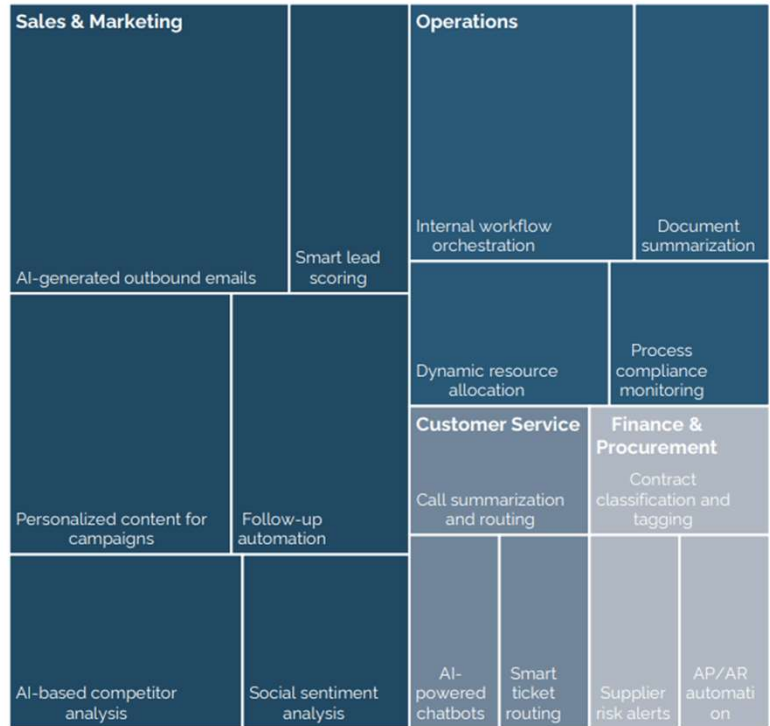 Sales & Marketing
AI-generated outbound emails
Smart lead
scoring
Personalized content for
campaigns
Follow-up
automation
AI-based competitor
analysis
Social sentiment
analysis
Operations
Internal workflow
orchestration
Document
summarization
Dynamic resource
allocation
Process
compliance
monitoring
Customer Service
Call summarization
and routing
AI-
powered
chatbots
Smart
ticket
routing
Finance &
Procurement
Contract
classification and
tagging
Supplier
risk alerts
AP/AR
automati
on